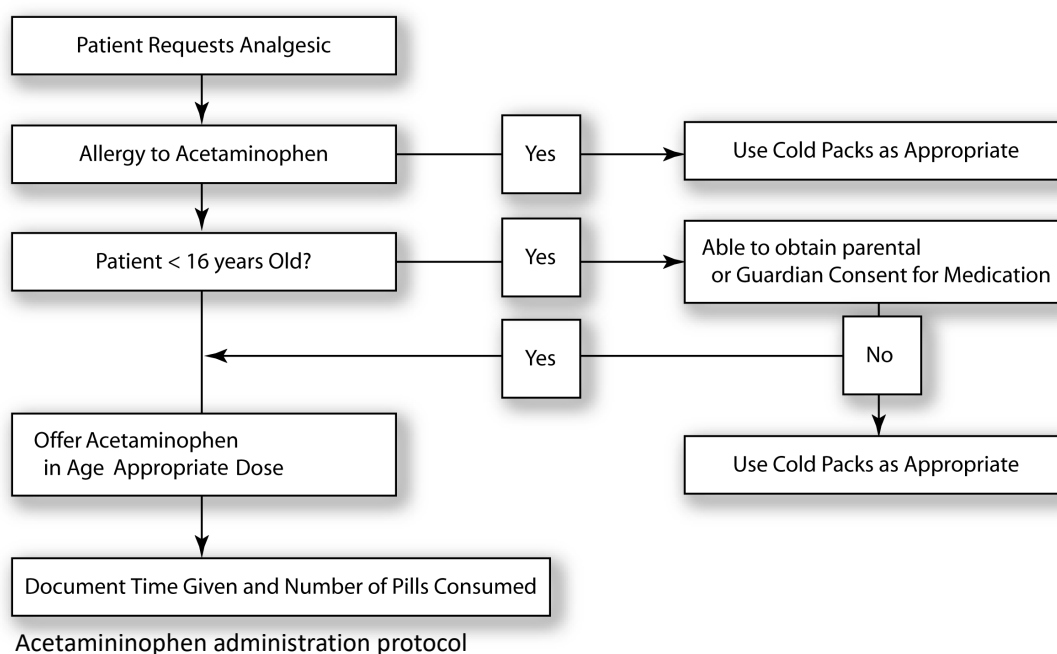 Patient Requests Analgesic
Allergy to Acetaminophen
Yes
Use Cold Packs as Appropriate
Patient < 16 years Old?
Yes
Able to obtain parental
or Guardian Consent for Medication
Yes
No
Offer Acetaminophen
in Age Appropriate Dose
Use Cold Packs as Appropriate
Document Time Given and Number of Pills Consumed
Acetamininophen administration protocol